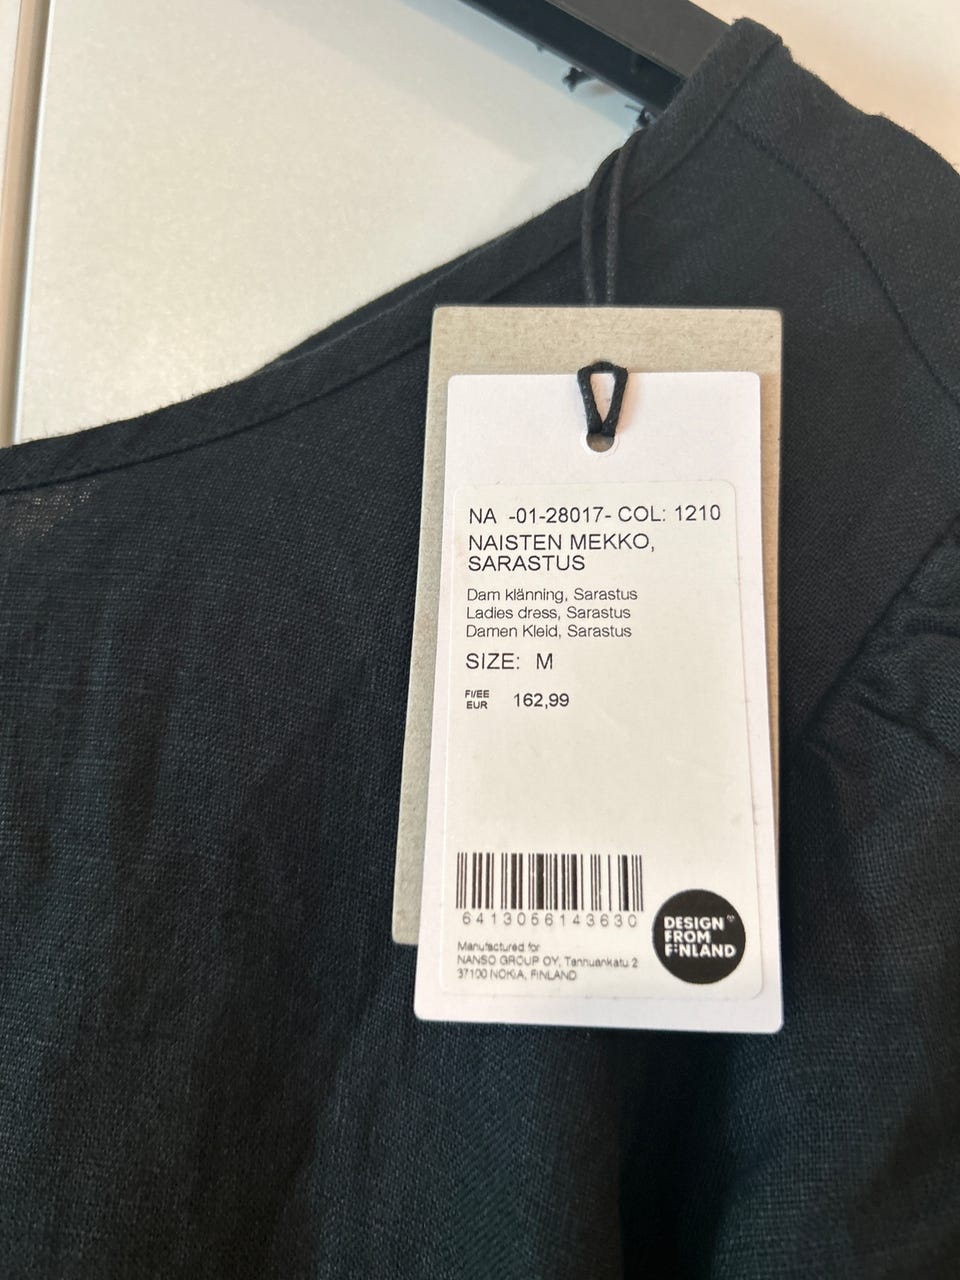 NA -01-28017- COL: 1210
NAISTEN MEKKO,
SARASTUS
Dam klänning, Sarastus
Ladies dress, Sarastus
Damen Kleid, Sarastus
SIZE: M
FI/EE
EUR 162,99
6413056143630
Manufactured for
NANSO GROUP OY, Tannuankatu 2
37100 NOKIA, FINLAND
DESIGN
FROM
FINLAND